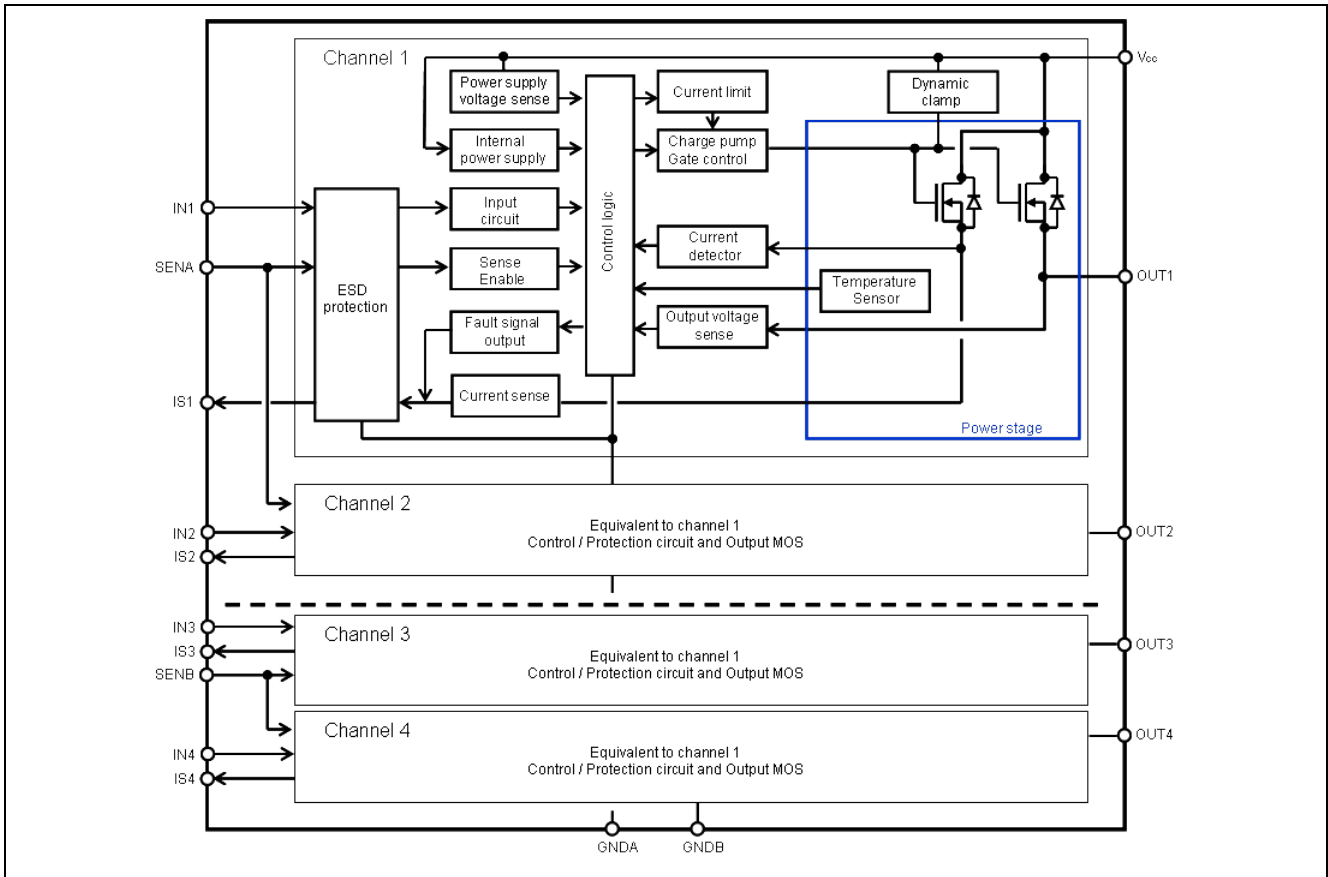 Channel 1
Vcc
Power supply
voltage sense
Current limit
Dynamic
clamp
Internal
power supply
Charge pump
Gate control
IN1
Input
circuit
Control logic
SENA
Sense
Enable
Current
detector
ESD
protection
Temperature
Sensor
OUT1
Fault signal
output
Output voltage
sense
IS1
Current sense
Power stage
Channel 2
IN2
Equivalent to channel 1
Control / Protection circuit and Output MOS
OUT2
IS2
IN3
Channel 3
IS3
Equivalent to channel 1
Control / Protection circuit and Output MOS
OUT3
SENB
Channel 4
OUT4
IN4
Equivalent to channel 1
Control / Protection circuit and Output MOS
IS4
GNDA
GNDB